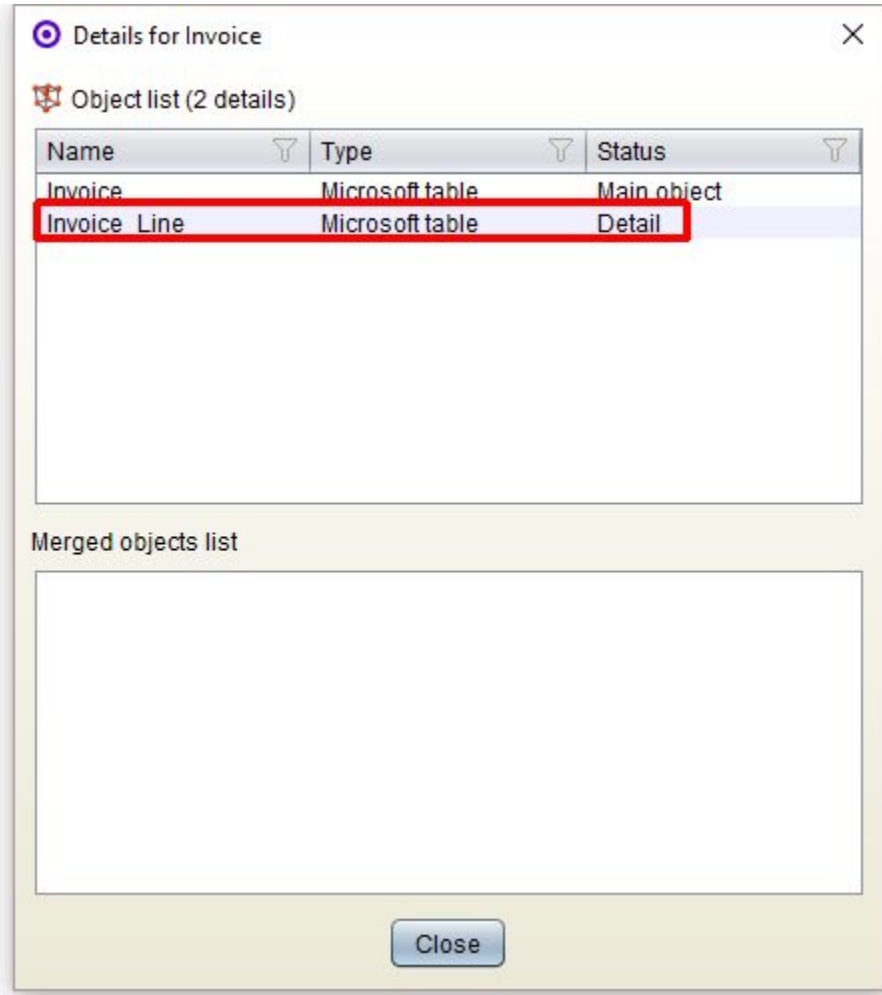 Details for Invoice
Object list (2 details)
Name Type Status
Invoice Microsoft table Main object
Invoice_Line Microsoft table Detail
Merged objects list
Close